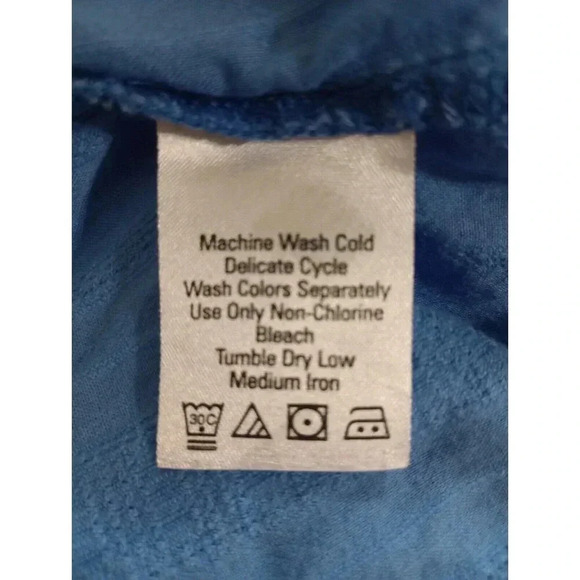 Machine Wash Cold
Delicate Cycle
Wash Colors Separately
Use Only Non-Chlorine
Bleach
Tumble Dry Low
Medium Iron
30C